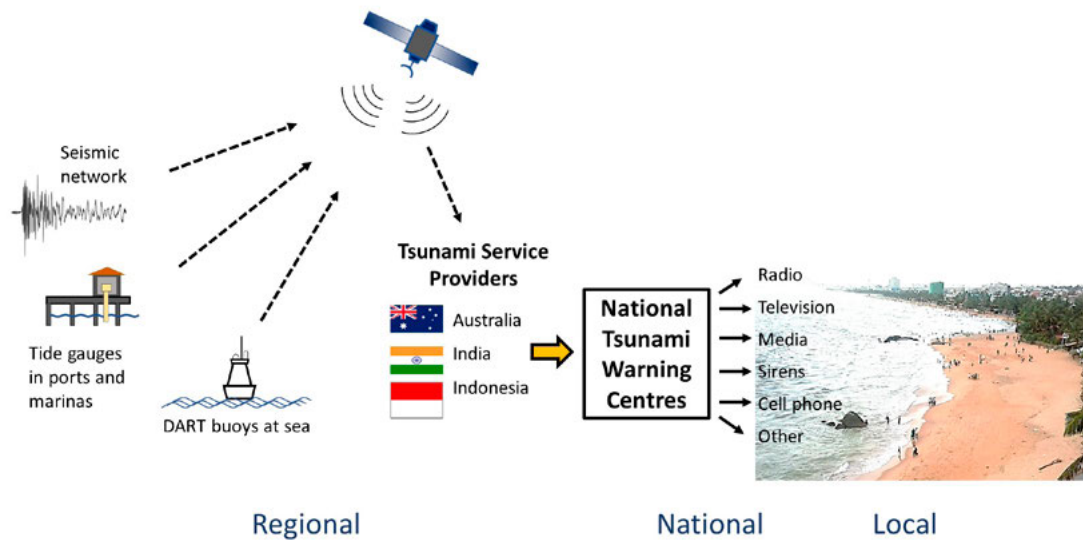 Seismic
network
Tide gauges
in ports and
marinas
DART buoys at sea
Tsunami Service
Providers
Australia
India
Indonesia
National
Tsunami
Warning
Centres
Radio
Television
Media
Sirens
Cell phone
Other
Regional
National
Local